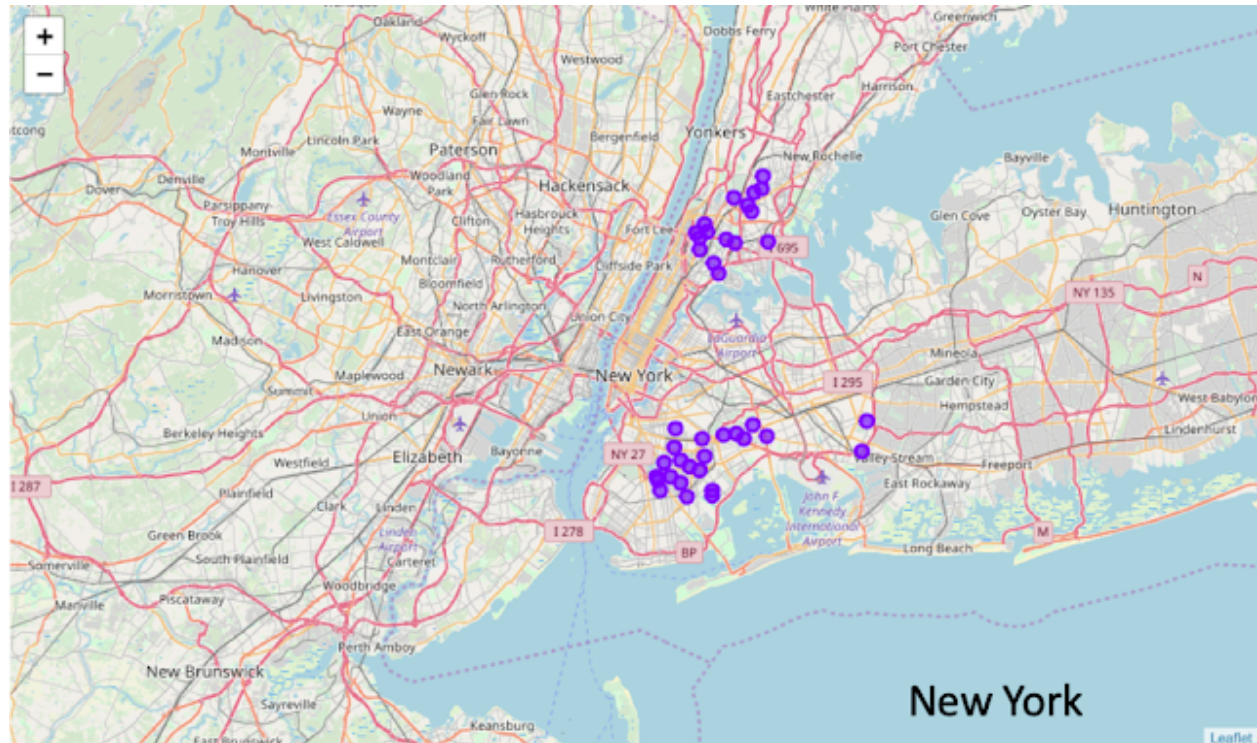 +
−
Oakland
Wyckoff
Dobbs Ferry
White Plains
Greenwich
Port Chester
Westwood
Glen Rock
Wayne
Fair Lawn
Eastchester
Harrison
Lincoln Park
Bergenfield
Yonkers
Montville
Paterson
New Rochelle
Bayville
Denville
Dover
Woodland
Park
Hackensack
Parsippany-
Troy Hills
Essex County
Airport
Clifton
Hasbrouck
Heights
Fort Lee
Glen Cove
Oyster Bay
Huntington
West Caldwell
I 695
Hanover
Montclair
Rutherford
Cliffside Park
Bloomfield
N
Morristown
Livingston
North Arlington
NY 135
Union City
Madison
East Orange
LaGuardia
Airport
Mineola
Summit
Maplewood
Newark
New York
I 295
Garden City
West Babylon
Union
Hempstead
Berkeley Heights
Lindenhurst
Elizabeth
Bayonne
NY 27
Valley Stream
Freeport
Westfield
I 287
Plainfield
East Rockaway
Clark
Linden
John F
Kennedy
International
Airport
Green Brook
I 278
M
Linden
Airport
BP
Long Beach
South Plainfield
Carteret
Somerville
Woodbridge
Manville
Piscataway
Perth Amboy
New Brunswick
Sayreville
New York
Keansburg
East Brunswick
Leaflet